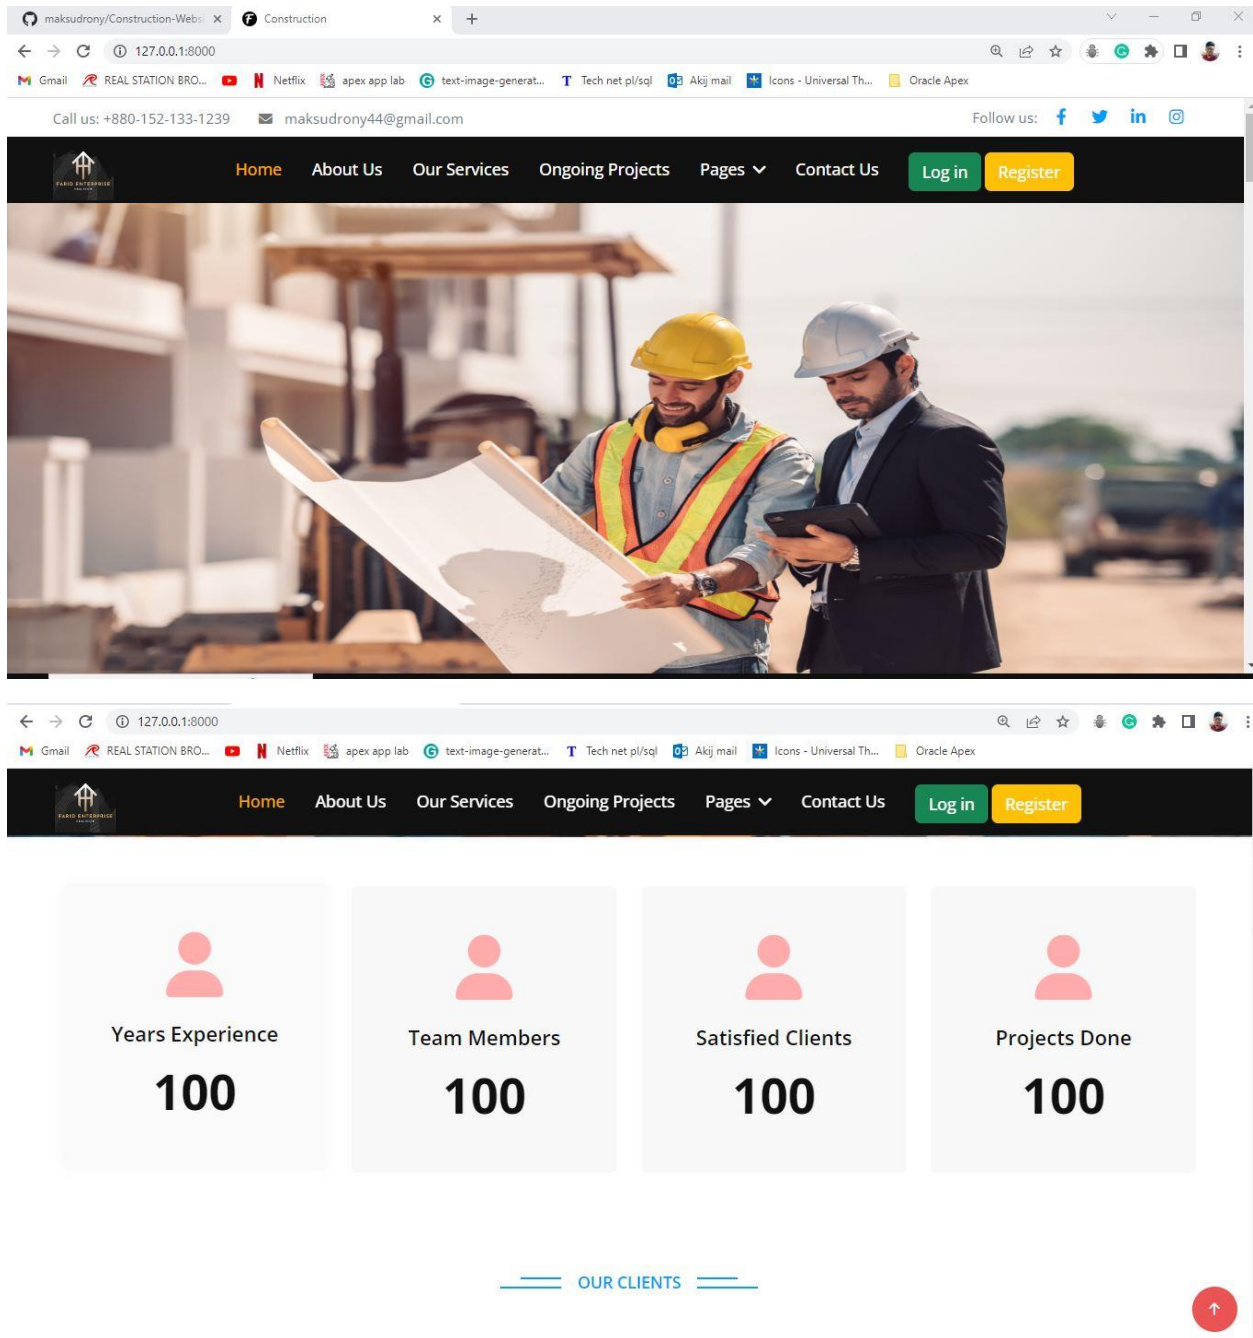 maksudrony/Construction-Webs
Construction
127.0.0.1:8000
Gmail REAL STATION BRO... Netflix apex app lab text-image-generat... T Tech net pl/sql Akij mail Icons - Universal Th... Oracle Apex
Call us: +880-152-133-1239 maksudrony44@gmail.com Follow us:
FARID ENTERPRISE
Home About Us Our Services Ongoing Projects Pages Contact Us Log in Register
127.0.0.1:8000
Gmail REAL STATION BRO... Netflix apex app lab text-image-generat... T Tech net pl/sql Akij mail Icons - Universal Th... Oracle Apex
FARID ENTERPRISE
Home About Us Our Services Ongoing Projects Pages Contact Us Log in Register
Years Experience Team Members Satisfied Clients Projects Done
100 100 100 100
OUR CLIENTS